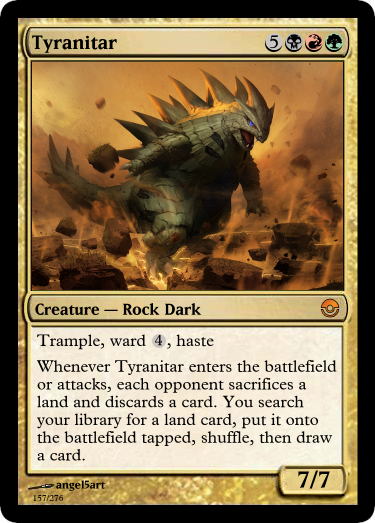 Tyranitar 5
Creature — Rock Dark
Trample, ward 4, haste
Whenever Tyranitar enters the battlefield
or attacks, each opponent sacrifices a
land and discards a card. You search
your library for a land card, put it onto
the battlefield tapped, shuffle, then draw
a card.
7/7
angel5art
157/276